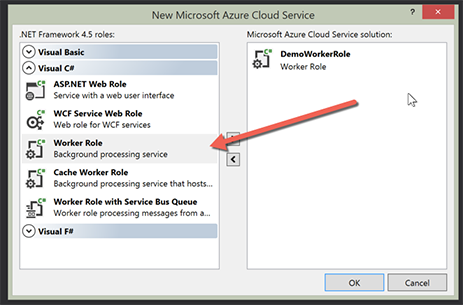 New Microsoft Azure Cloud Service
.NET Framework 4.5 roles:
Microsoft Azure Cloud Service solution:
Visual Basic
Visual C#
ASP.NET Web Role
Service with a web user interface
WCF Service Web Role
Web role for WCF services
Worker Role
Background processing service
Cache Worker Role
Background processing service that hosts...
Worker Role with Service Bus Queue
Worker role processing messages from a...
Visual F#
DemoWorkerRole
Worker Role
OK
Cancel